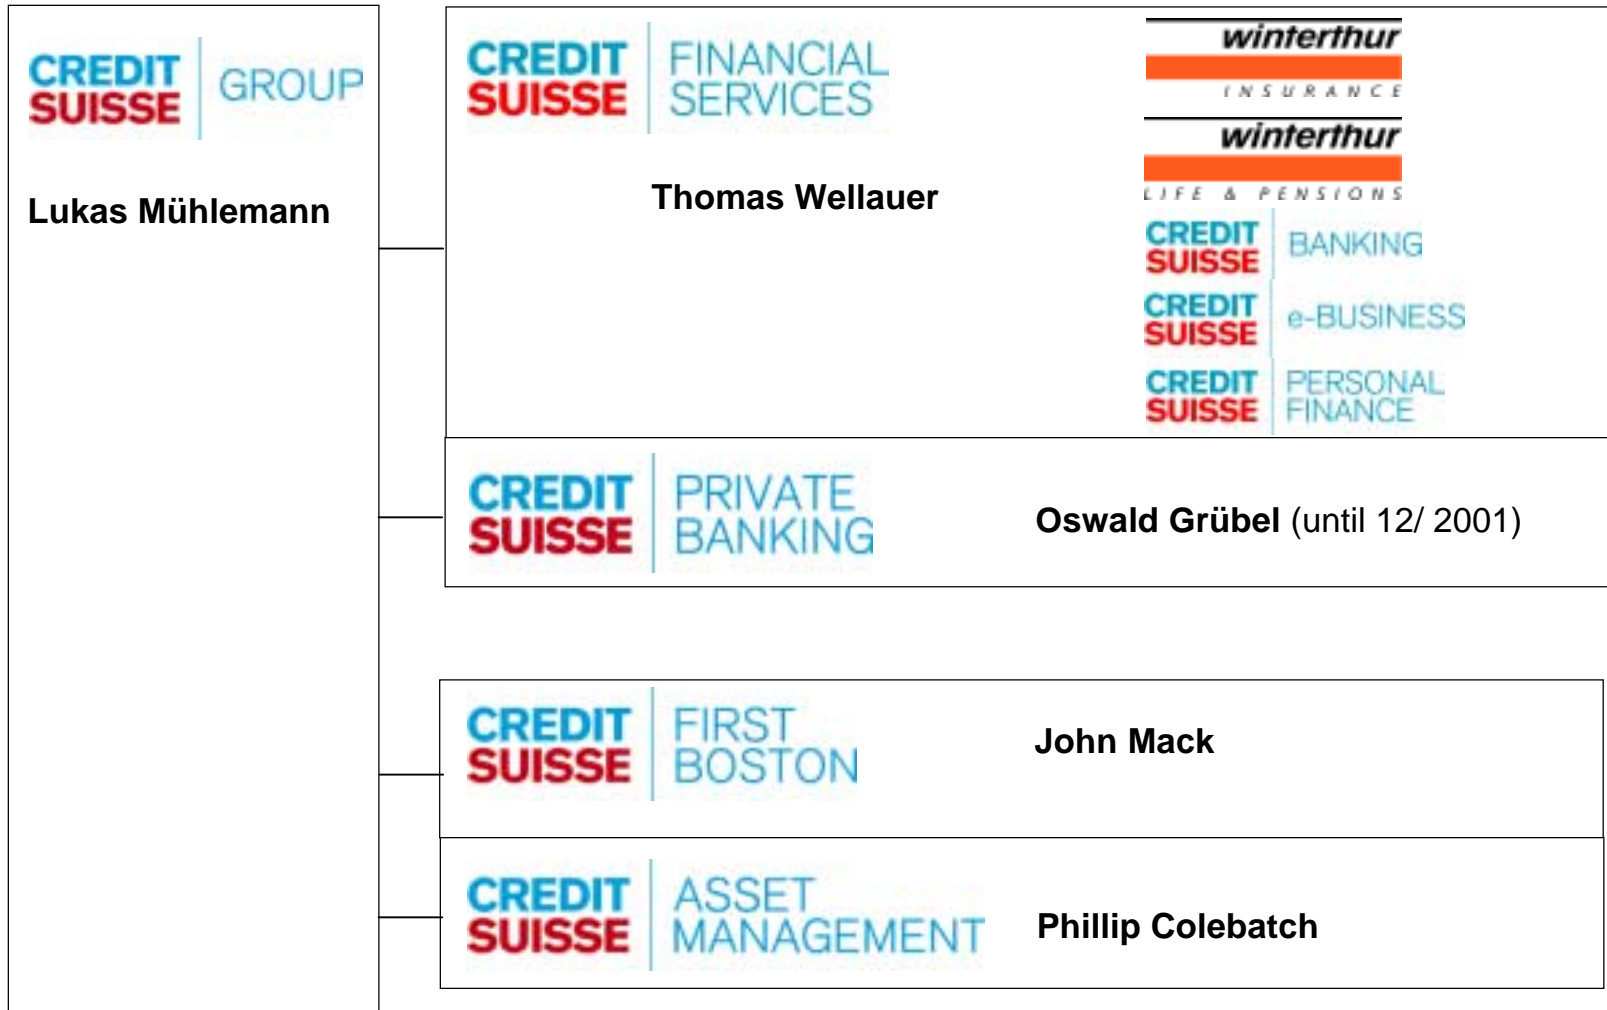 CREDIT SUISSE GROUP
Lukas Mühlemann
CREDIT SUISSE FINANCIAL SERVICES
Thomas Wellauer
winterthur
INSURANCE
winterthur
LIFE & PENSIONS
CREDIT SUISSE BANKING
CREDIT SUISSE e-BUSINESS
CREDIT SUISSE PERSONAL FINANCE
CREDIT SUISSE PRIVATE BANKING
Oswald Grübel (until 12/ 2001)
CREDIT SUISSE FIRST BOSTON
John Mack
CREDIT SUISSE ASSET MANAGEMENT
Phillip Colebatch